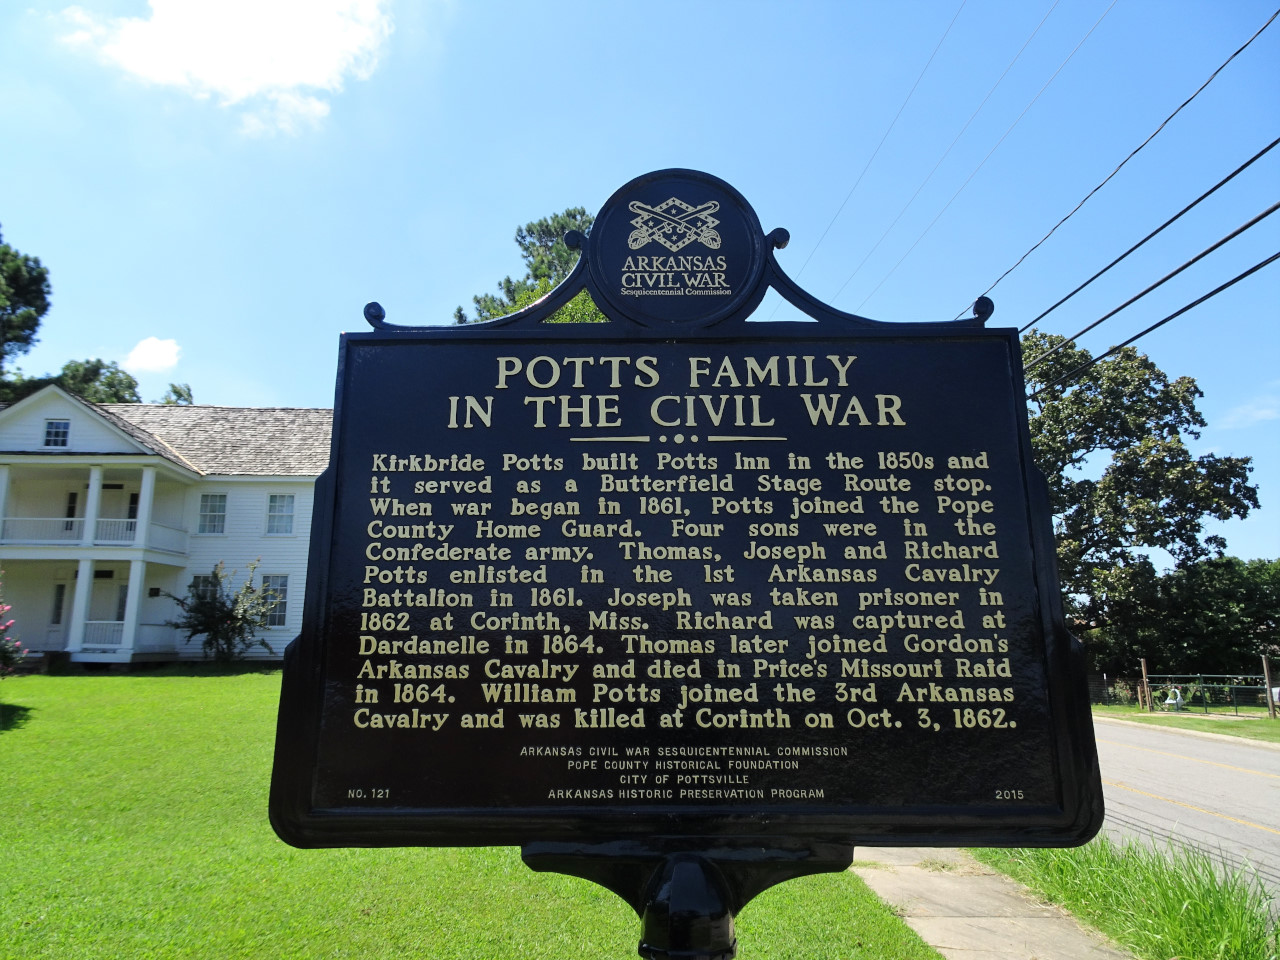 ARKANSAS
CIVIL WAR
Sesquicentennial Commission
POTTS FAMILY
IN THE CIVIL WAR
Kirkbride Potts built Potts Inn in the 1850s and
it served as a Butterfield Stage Route stop.
When war began in 1861, Potts joined the Pope
County Home Guard. Four sons were in the
Confederate army. Thomas, Joseph and Richard
Potts enlisted in the 1st Arkansas Cavalry
Battalion in 1861. Joseph was taken prisoner in
1862 at Corinth, Miss. Richard was captured at
Dardanelle in 1864. Thomas later joined Gordon's
Arkansas Cavalry and died in Price's Missouri Raid
in 1864. William Potts joined the 3rd Arkansas
Cavalry and was killed at Corinth on Oct. 3, 1862.
ARKANSAS CIVIL WAR SESQUICENTENNIAL COMMISSION
POPE COUNTY HISTORICAL FOUNDATION
CITY OF POTTSVILLE
NO. 121 ARKANSAS HISTORIC PRESERVATION PROGRAM 2015